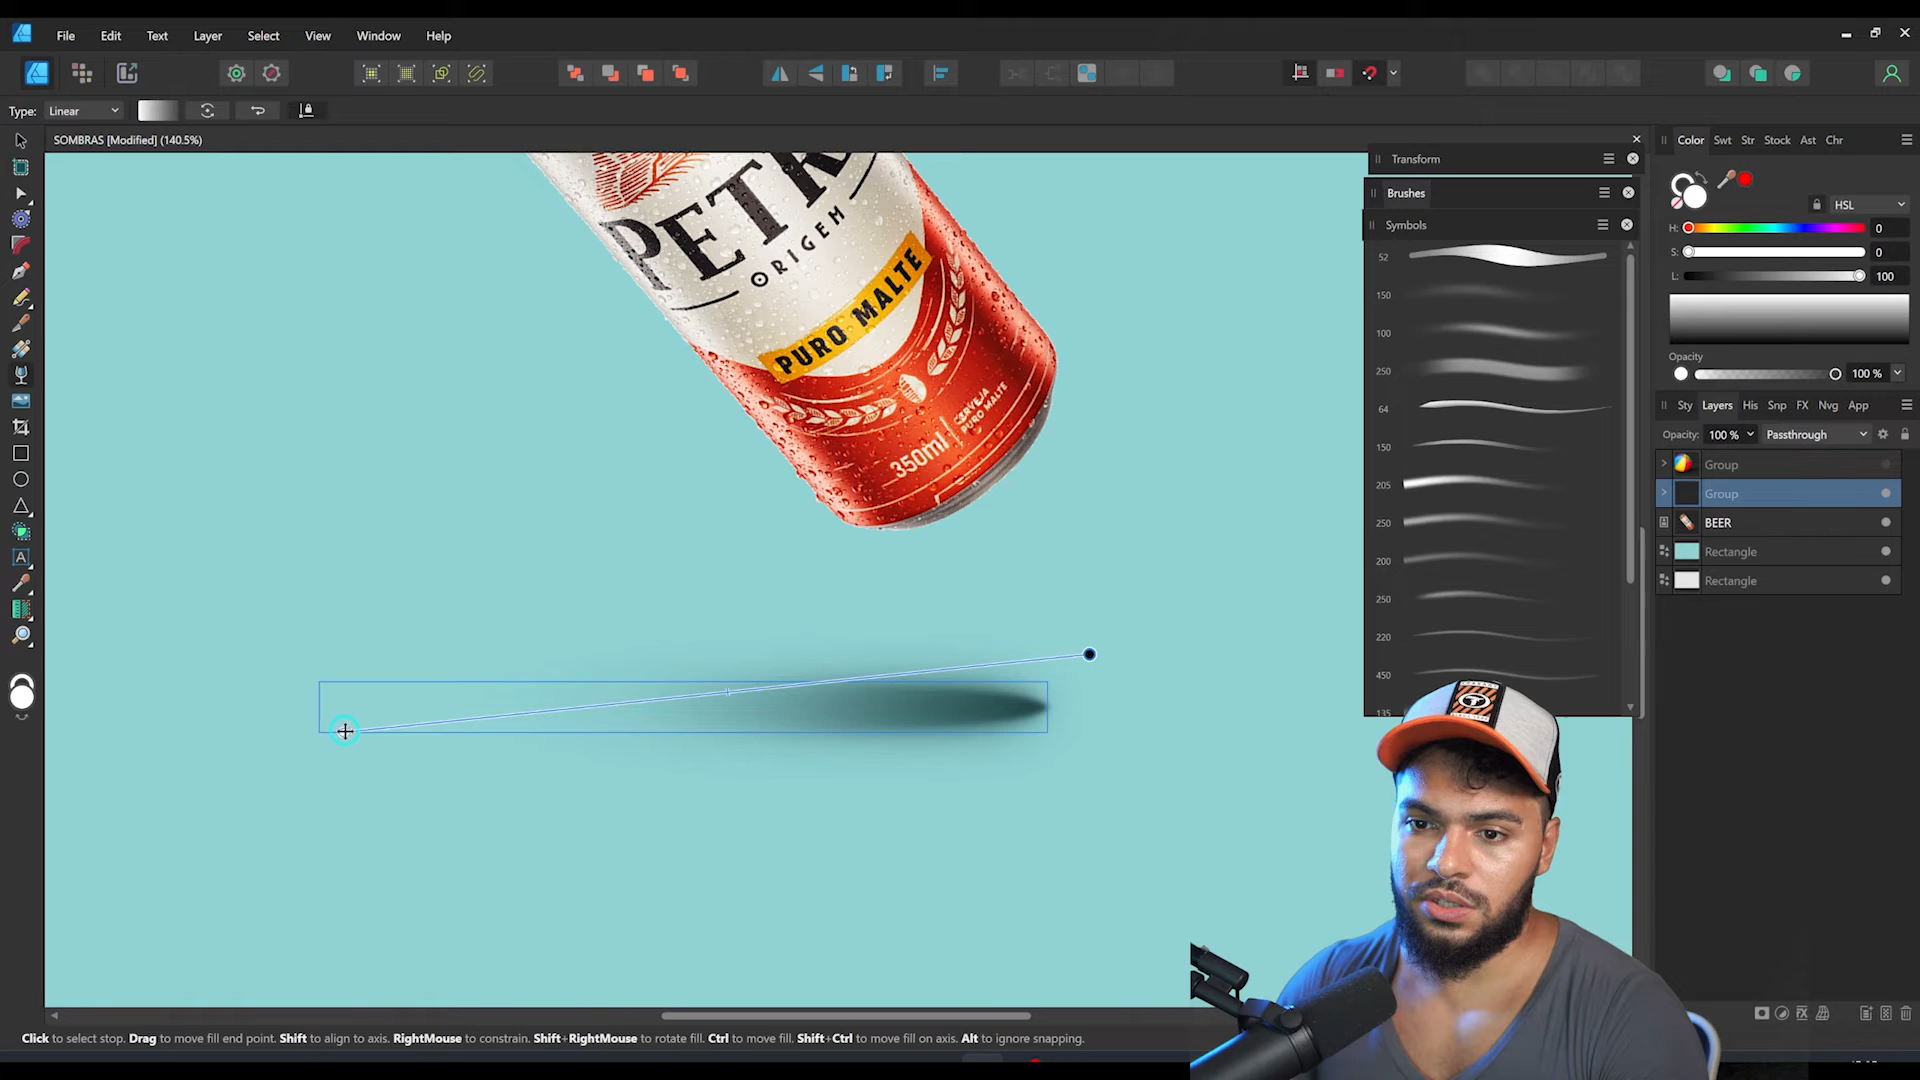 File Edit Text Layer Select View Window Help
Type: Linear
SOMBRAS [Modified] (140.5%)
PETR
ORIGEM
PURO MALTE
CERVEJA
PURO MALTE
350ml
Transform
Brushes
Symbols
52
150
100
250
64
150
205
250
200
250
220
450
135
Color Swt Str Stock Ast Chr
HSL
H: 0
S: 0
L: 100
Opacity
100 %
Sty Layers His Snp FX Nvg App
Opacity: 100 % Passthrough
Group
Group
BEER
Rectangle
Rectangle
Click to select stop. Drag to move fill end point. Shift to align to axis. RightMouse to constrain. Shift+RightMouse to rotate fill. Ctrl to move fill. Shift+Ctrl to move fill on axis. Alt to ignore snapping.